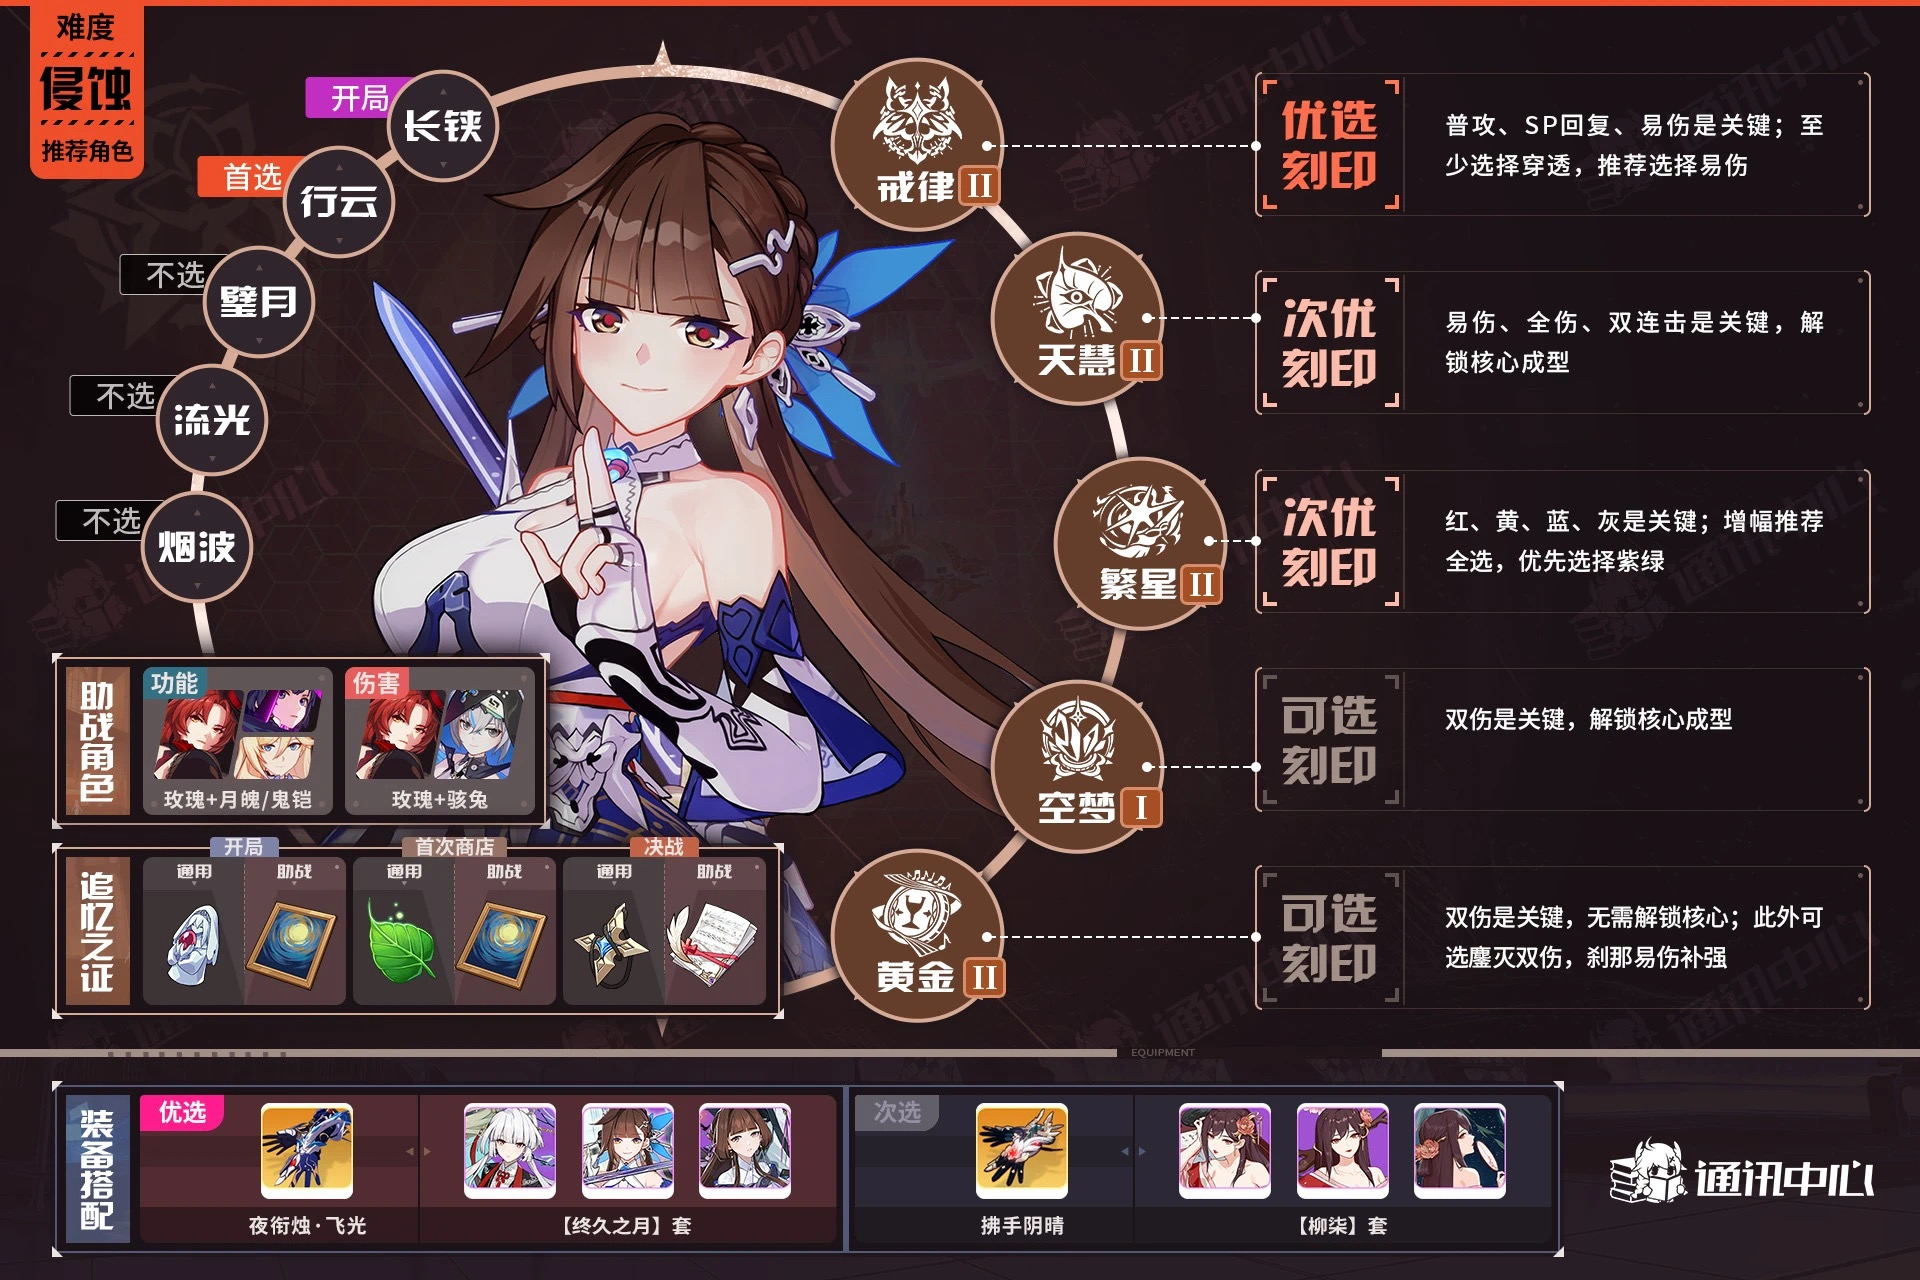 难度
侵蚀
推荐角色
开局
长铗
首选
行云
不选
璧月
不选
流光
不选
烟波
戒律 II
优选
刻印
普攻、SP回复、易伤是关键；至
少选择穿透，推荐选择易伤
天慧 II
次优
刻印
易伤、全伤、双连击是关键，解
锁核心成型
繁星 II
次优
刻印
红、黄、蓝、灰是关键；增幅推荐
全选，优先选择紫绿
空梦 I
可选
刻印
双伤是关键，解锁核心成型
黄金 II
可选
刻印
双伤是关键，无需解锁核心；此外可
选鏖灭双伤，刹那易伤补强
助战角色
功能
玫瑰+月魄/鬼铠
伤害
玫瑰+骇兔
追忆之证
开局
通用 助战
首次商店
通用 助战
决战
通用 助战
EQUIPMENT
装备搭配
优选
夜衔烛·飞光
【终久之月】套
次选
拂手阴晴
【柳柒】套
通讯中心